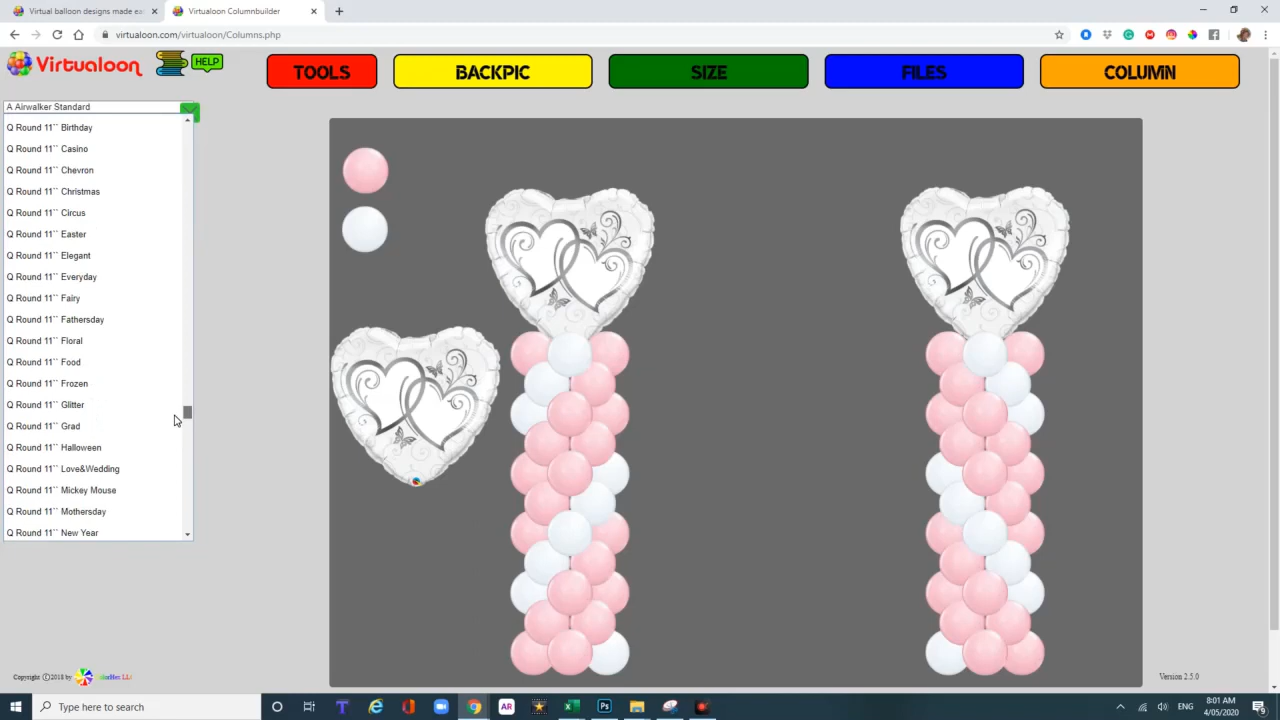 Virtual balloon designs made ea
Virtualoon Columnbuilder
virtualoon.com/virtualoon/Columns.php
Virtualoon
HELP
TOOLS
BACKPIC
SIZE
FILES
COLUMN
A Airwalker Standard
Q Round 11`` Birthday
Q Round 11`` Casino
Q Round 11`` Chevron
Q Round 11`` Christmas
Q Round 11`` Circus
Q Round 11`` Easter
Q Round 11`` Elegant
Q Round 11`` Everyday
Q Round 11`` Fairy
Q Round 11`` Fathersday
Q Round 11`` Floral
Q Round 11`` Food
Q Round 11`` Frozen
Q Round 11`` Glitter
Q Round 11`` Grad
Q Round 11`` Halloween
Q Round 11`` Love&Wedding
Q Round 11`` Mickey Mouse
Q Round 11`` Mothersday
Q Round 11`` New Year
Copyright ⓒ2018 by
Version 2.5.0
Type here to search
AR
ENG
8:01 AM
4/05/2020